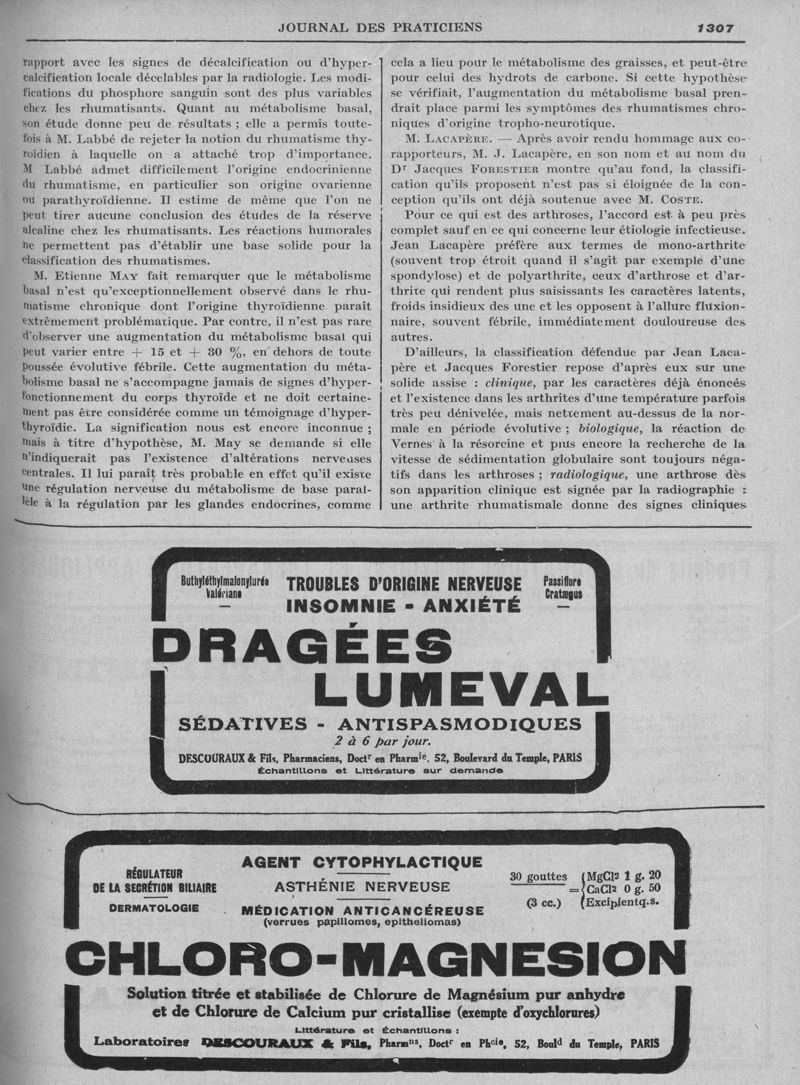 JOURNAL DES PRATICIENS 1307
rapport avec les signes de décalcification ou d'hyper-
calcification locale décelables par la radiologie. Les modi-
fications du phosphore sanguin sont des plus variables
chez les rhumatisants. Quant au métabolisme basal,
son étude donne peu de résultats ; elle a permis toute-
fois à M. Labbé de rejeter la notion du rhumatisme thy-
roïdien à laquelle on a attaché trop d'importance.
M Labbé admet difficilement l'origine endocrinienne
du rhumatisme, en particulier son origine ovarienne
ou parathyroïdienne. Il estime de même que l'on ne
peut tirer aucune conclusion des études de la réserve
alcaline chez les rhumatisants. Les réactions humorales
ne permettent pas d'établir une base solide pour la
classification des rhumatismes.
M. Etienne MAY fait remarquer que le métabolisme
basal n'est qu'exceptionnellement observé dans le rhu-
matisme chronique dont l'origine thyroïdienne paraît
extrêmement problématique. Par contre, il n'est pas rare
d'observer une augmentation du métabolisme basal qui
peut varier entre + 15 et + 30 %, en dehors de toute
poussée évolutive fébrile. Cette augmentation du méta-
bolisme basal ne s'accompagne jamais de signes d'hyper-
fonctionnement du corps thyroïde et ne doit certaine-
ment pas être considérée comme un témoignage d'hyper-
thyroïdie. La signification nous est encore inconnue ;
mais à titre d'hypothèse, M. May se demande si elle
n'indiquerait pas l'existence d'altérations nerveuses
centrales. Il lui paraît très probable en effet qu'il existe
une régulation nerveuse du métabolisme de base paral-
lèle à la régulation par les glandes endocrines, comme
cela a lieu pour le métabolisme des graisses, et peut-être
pour celui des hydrots de carbone. Si cette hypothèse
se vérifiait, l'augmentation du métabolisme basal pren-
drait place parmi les symptômes des rhumatismes chro-
niques d'origine tropho-neurotique.
M. LACAPÈRE. — Après avoir rendu hommage aux co-
rapporteurs, M. J. Lacapère, en son nom et au nom du
Dr Jacques FORESTIER montre qu'au fond, la classifi-
cation qu'ils proposent n'est pas si éloignée de la con-
ception qu'ils ont déjà soutenue avec M. COSTE.
Pour ce qui est des arthroses, l'accord est à peu près
complet sauf en ce qui concerne leur étiologie infectieuse.
Jean Lacapère préfère aux termes de mono-arthrite
(souvent trop étroit quand il s'agit par exemple d'une
spondylose) et de polyarthrite, ceux d'arthrose et d'ar-
thrite qui rendent plus saisissants les caractères latents,
froids insidieux des une et les opposent à l'allure fluxion-
naire, souvent fébrile, immédiatement douloureuse des
autres.
D'ailleurs, la classification défendue par Jean Laca-
père et Jacques Forestier repose d'après eux sur une
solide assise : clinique, par les caractères déjà énoncés
et l'existence dans les arthrites d'une température parfois
très peu dénivelée, mais nettement au-dessus de la nor-
male en période évolutive ; biologique, la réaction de
Vernes à la résorcine et plus encore la recherche de la
vitesse de sédimentation globulaire sont toujours néga-
tifs dans les arthroses ; radiologique, une arthrose dès
son apparition clinique est signée par la radiographie :
une arthrite rhumatismale donne des signes cliniques
Buthyléthylmalonylurée
Valériane
—
TROUBLES D'ORIGINE NERVEUSE
INSOMNIE - ANXIÉTÉ
Passiflore
Cratægus
—
DRAGÉES
LUMEVAL
SÉDATIVES - ANTISPASMODIQUES
2 à 6 par jour.
DESCOURAUX & Fils, Pharmaciens, Doctr en Pharmie. 52, Boulevard du Temple, PARIS
Échantillons et Littérature sur demande
RÉGULATEUR
DE LA SECRÉTION BILIAIRE
DERMATOLOGIE
AGENT CYTOPHYLACTIQUE
ASTHÉNIE NERVEUSE
MÉDICATION ANTICANCÉREUSE
(verrues papillomes, epitheliomas)
30 gouttes
(3 cc.)
= { MgCl2 1 g. 20
CaCl2 0 g. 50
Excipient q.s.
CHLORO-MAGNESION
Solution titrée et stabilisée de Chlorure de Magnésium pur anhydre
et de Chlorure de Calcium pur cristallise (exempte d'oxychlorures)
Littérature et Échantillons :
Laboratoires DESCOURAUX & Fils, Pharmns, Doctr en Phcie, 52, Bould du Temple, PARIS